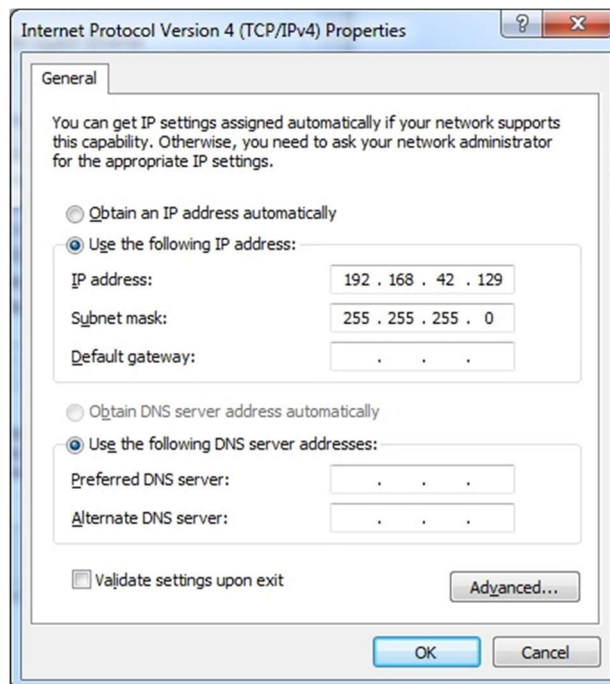 Internet Protocol Version 4 (TCP/IPv4) Properties
General
You can get IP settings assigned automatically if your network supports
this capability. Otherwise, you need to ask your network administrator
for the appropriate IP settings.
Obtain an IP address automatically
Use the following IP address:
IP address: 192 . 168 . 42 . 129
Subnet mask: 255 . 255 . 255 . 0
Default gateway: . . .
Obtain DNS server address automatically
Use the following DNS server addresses:
Preferred DNS server: . . .
Alternate DNS server: . . .
Validate settings upon exit
Advanced...
OK Cancel